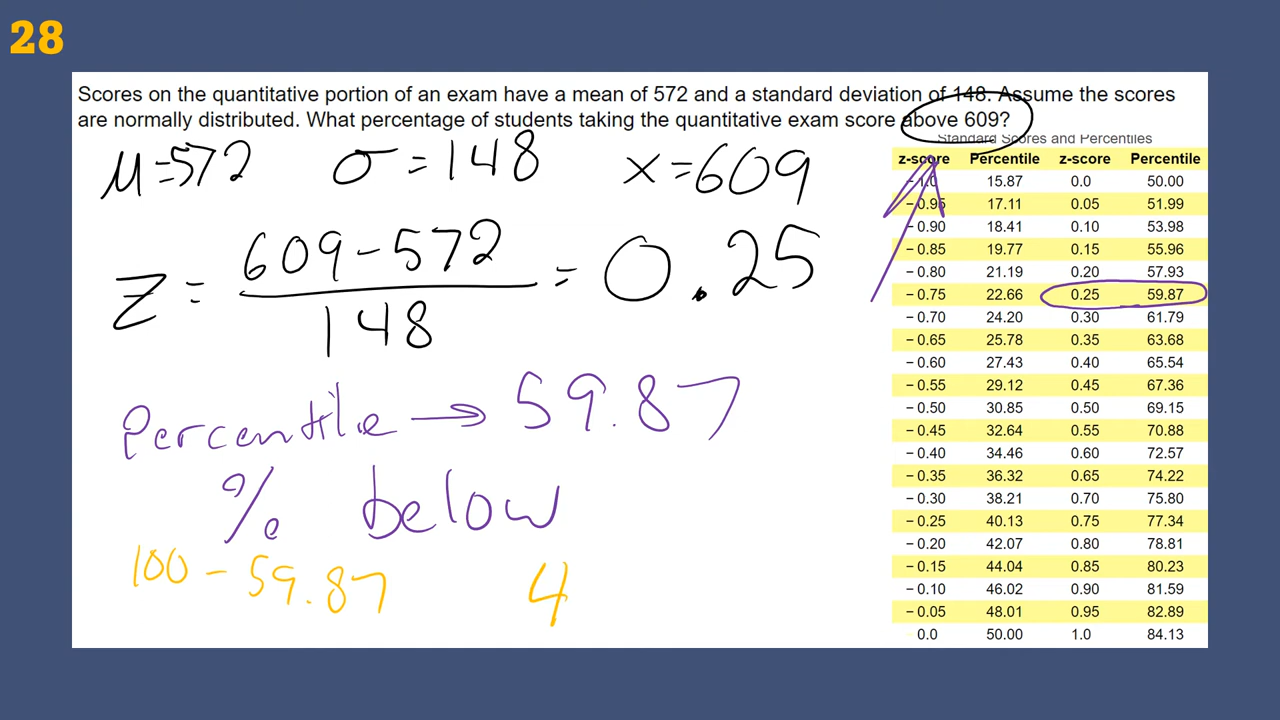 28
Scores on the quantitative portion of an exam have a mean of 572 and a standard deviation of 148. Assume the scores
are normally distributed. What percentage of students taking the quantitative exam score above 609?
Standard Scores and Percentiles
μ=572 σ=148 x=609
z = 609-572 / 148 = 0.25
Percentile → 59.87
% below
100 - 59.87 4
z-score Percentile z-score Percentile
−1.0 15.87 0.0 50.00
−0.95 17.11 0.05 51.99
−0.90 18.41 0.10 53.98
−0.85 19.77 0.15 55.96
−0.80 21.19 0.20 57.93
−0.75 22.66 0.25 59.87
−0.70 24.20 0.30 61.79
−0.65 25.78 0.35 63.68
−0.60 27.43 0.40 65.54
−0.55 29.12 0.45 67.36
−0.50 30.85 0.50 69.15
−0.45 32.64 0.55 70.88
−0.40 34.46 0.60 72.57
−0.35 36.32 0.65 74.22
−0.30 38.21 0.70 75.80
−0.25 40.13 0.75 77.34
−0.20 42.07 0.80 78.81
−0.15 44.04 0.85 80.23
−0.10 46.02 0.90 81.59
−0.05 48.01 0.95 82.89
0.0 50.00 1.0 84.13